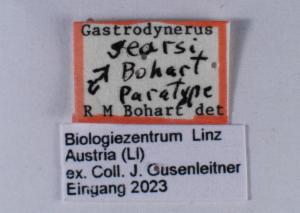 Gastrodynerus
searsi
♂ Bohart
Paratype
R M Bohart det
Biologiezentrum Linz
Austria (LI)
ex. Coll. J. Gusenleitner
Eingang 2023